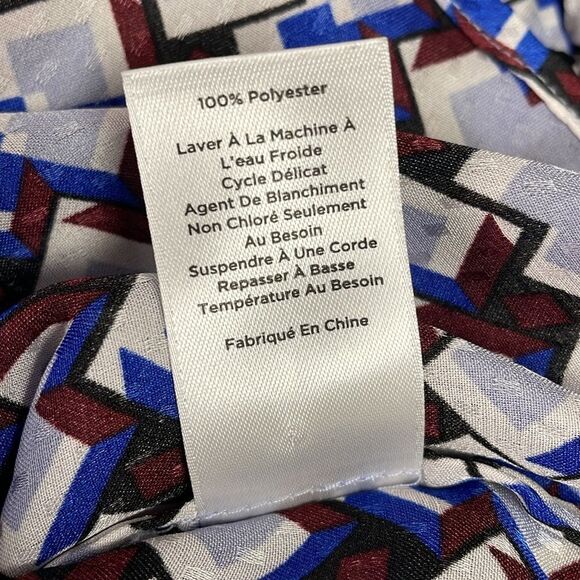 100% Polyester
Laver À La Machine À
L'eau Froide
Cycle Délicat
Agent De Blanchiment
Non Chloré Seulement
Au Besoin
Suspendre À Une Corde
Repasser À Basse
Température Au Besoin
Fabriqué En Chine